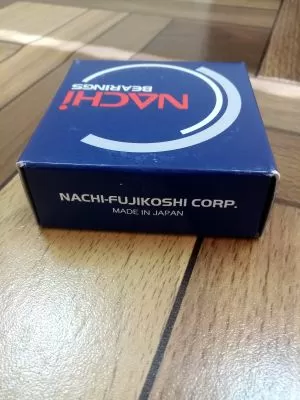 NACHi
BEARINGS
NACHI-FUJIKOSHI CORP.
MADE IN JAPAN